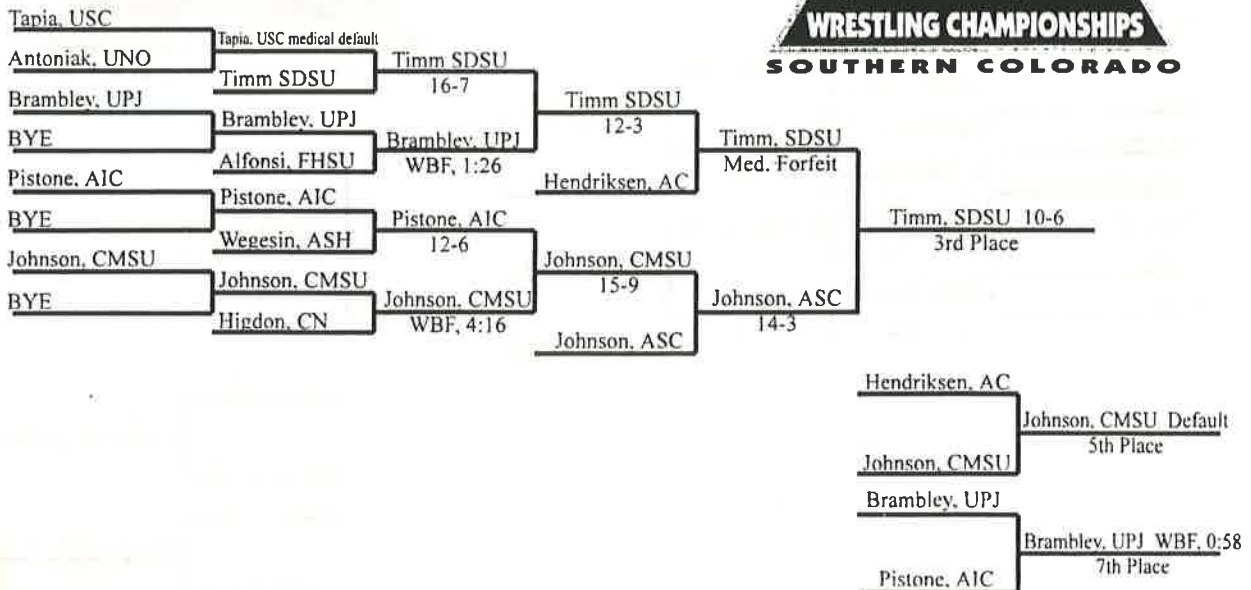 WRESTLING CHAMPIONSHIPS
SOUTHERN COLORADO
Tapia, USC
Antoniak, UNO
Brambley, UPJ
BYE
Pistone, AIC
BYE
Johnson, CMSU
BYE
Tapia, USC medical default
Timm SDSU
Brambley, UPJ
Alfonsi, FHSU
Pistone, AIC
Wegesin, ASH
Johnson, CMSU
Higdon, CN
Timm SDSU
16-7
Brambley, UPJ
WBF, 1:26
Pistone, AIC
12-6
Johnson, CMSU
WBF, 4:16
Timm SDSU
12-3
Hendriksen, AC
Johnson, CMSU
15-9
Johnson, ASC
Timm, SDSU
Med. Forfeit
Johnson, ASC
14-3
Timm, SDSU 10-6
3rd Place
Hendriksen, AC
Johnson, CMSU
Johnson, CMSU Default
5th Place
Brambley, UPJ
Pistone, AIC
Brambley, UPJ WBF, 0:58
7th Place